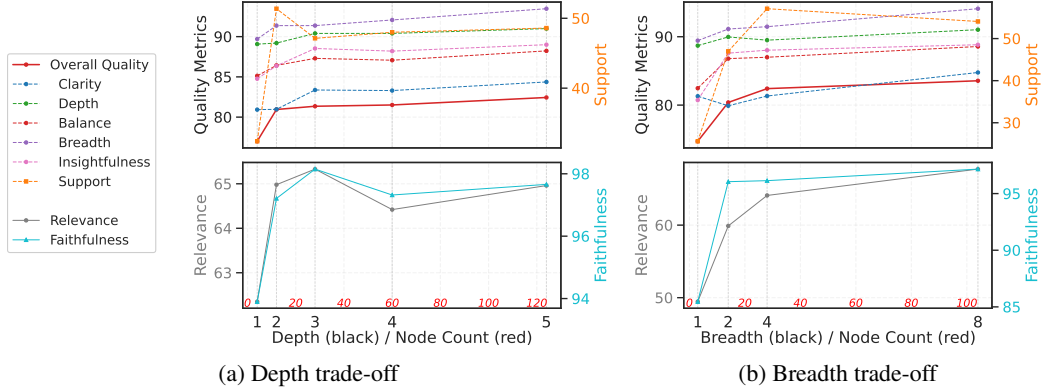 Overall Quality
Clarity
Depth
Balance
Breadth
Insightfulness
Support
Relevance
Faithfulness
Quality Metrics
90
85
80
50
40
Support
Relevance
65
64
63
98
96
94
Faithfulness
0 20 40 60 80 100 120
1 2 3 4 5
Depth (black) / Node Count (red)
(a) Depth trade-off
Quality Metrics
90
80
50
40
30
Support
Relevance
60
50
95
90
85
Faithfulness
0 20 40 60 80 100
1 2 4 8
Breadth (black) / Node Count (red)
(b) Breadth trade-off